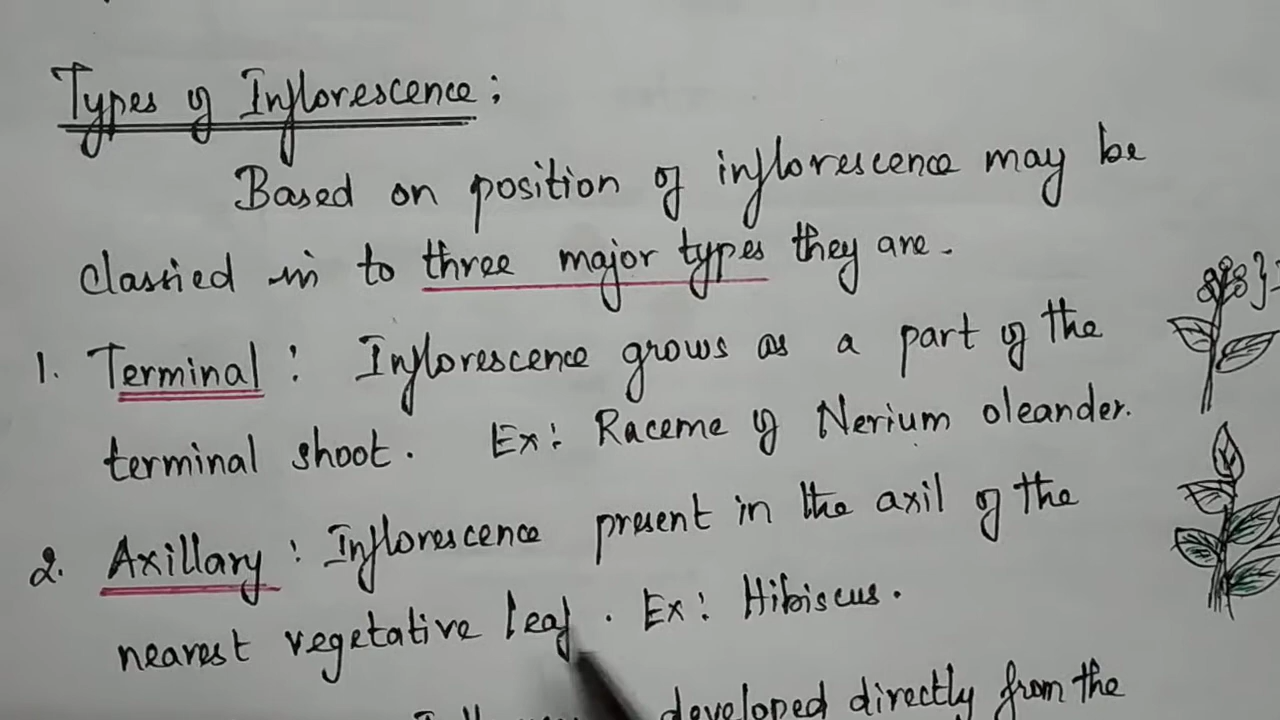 Types of Inflorescence:
Based on position of inflorescence may be
classied in to three major types they are.
1. Terminal: Inflorescence grows as a part of the
terminal shoot. Ex: Raceme of Nerium oleander.
2. Axillary: Inflorescence present in the axil of the
nearest vegetative leaf. Ex: Hibiscus.
developed directly from the